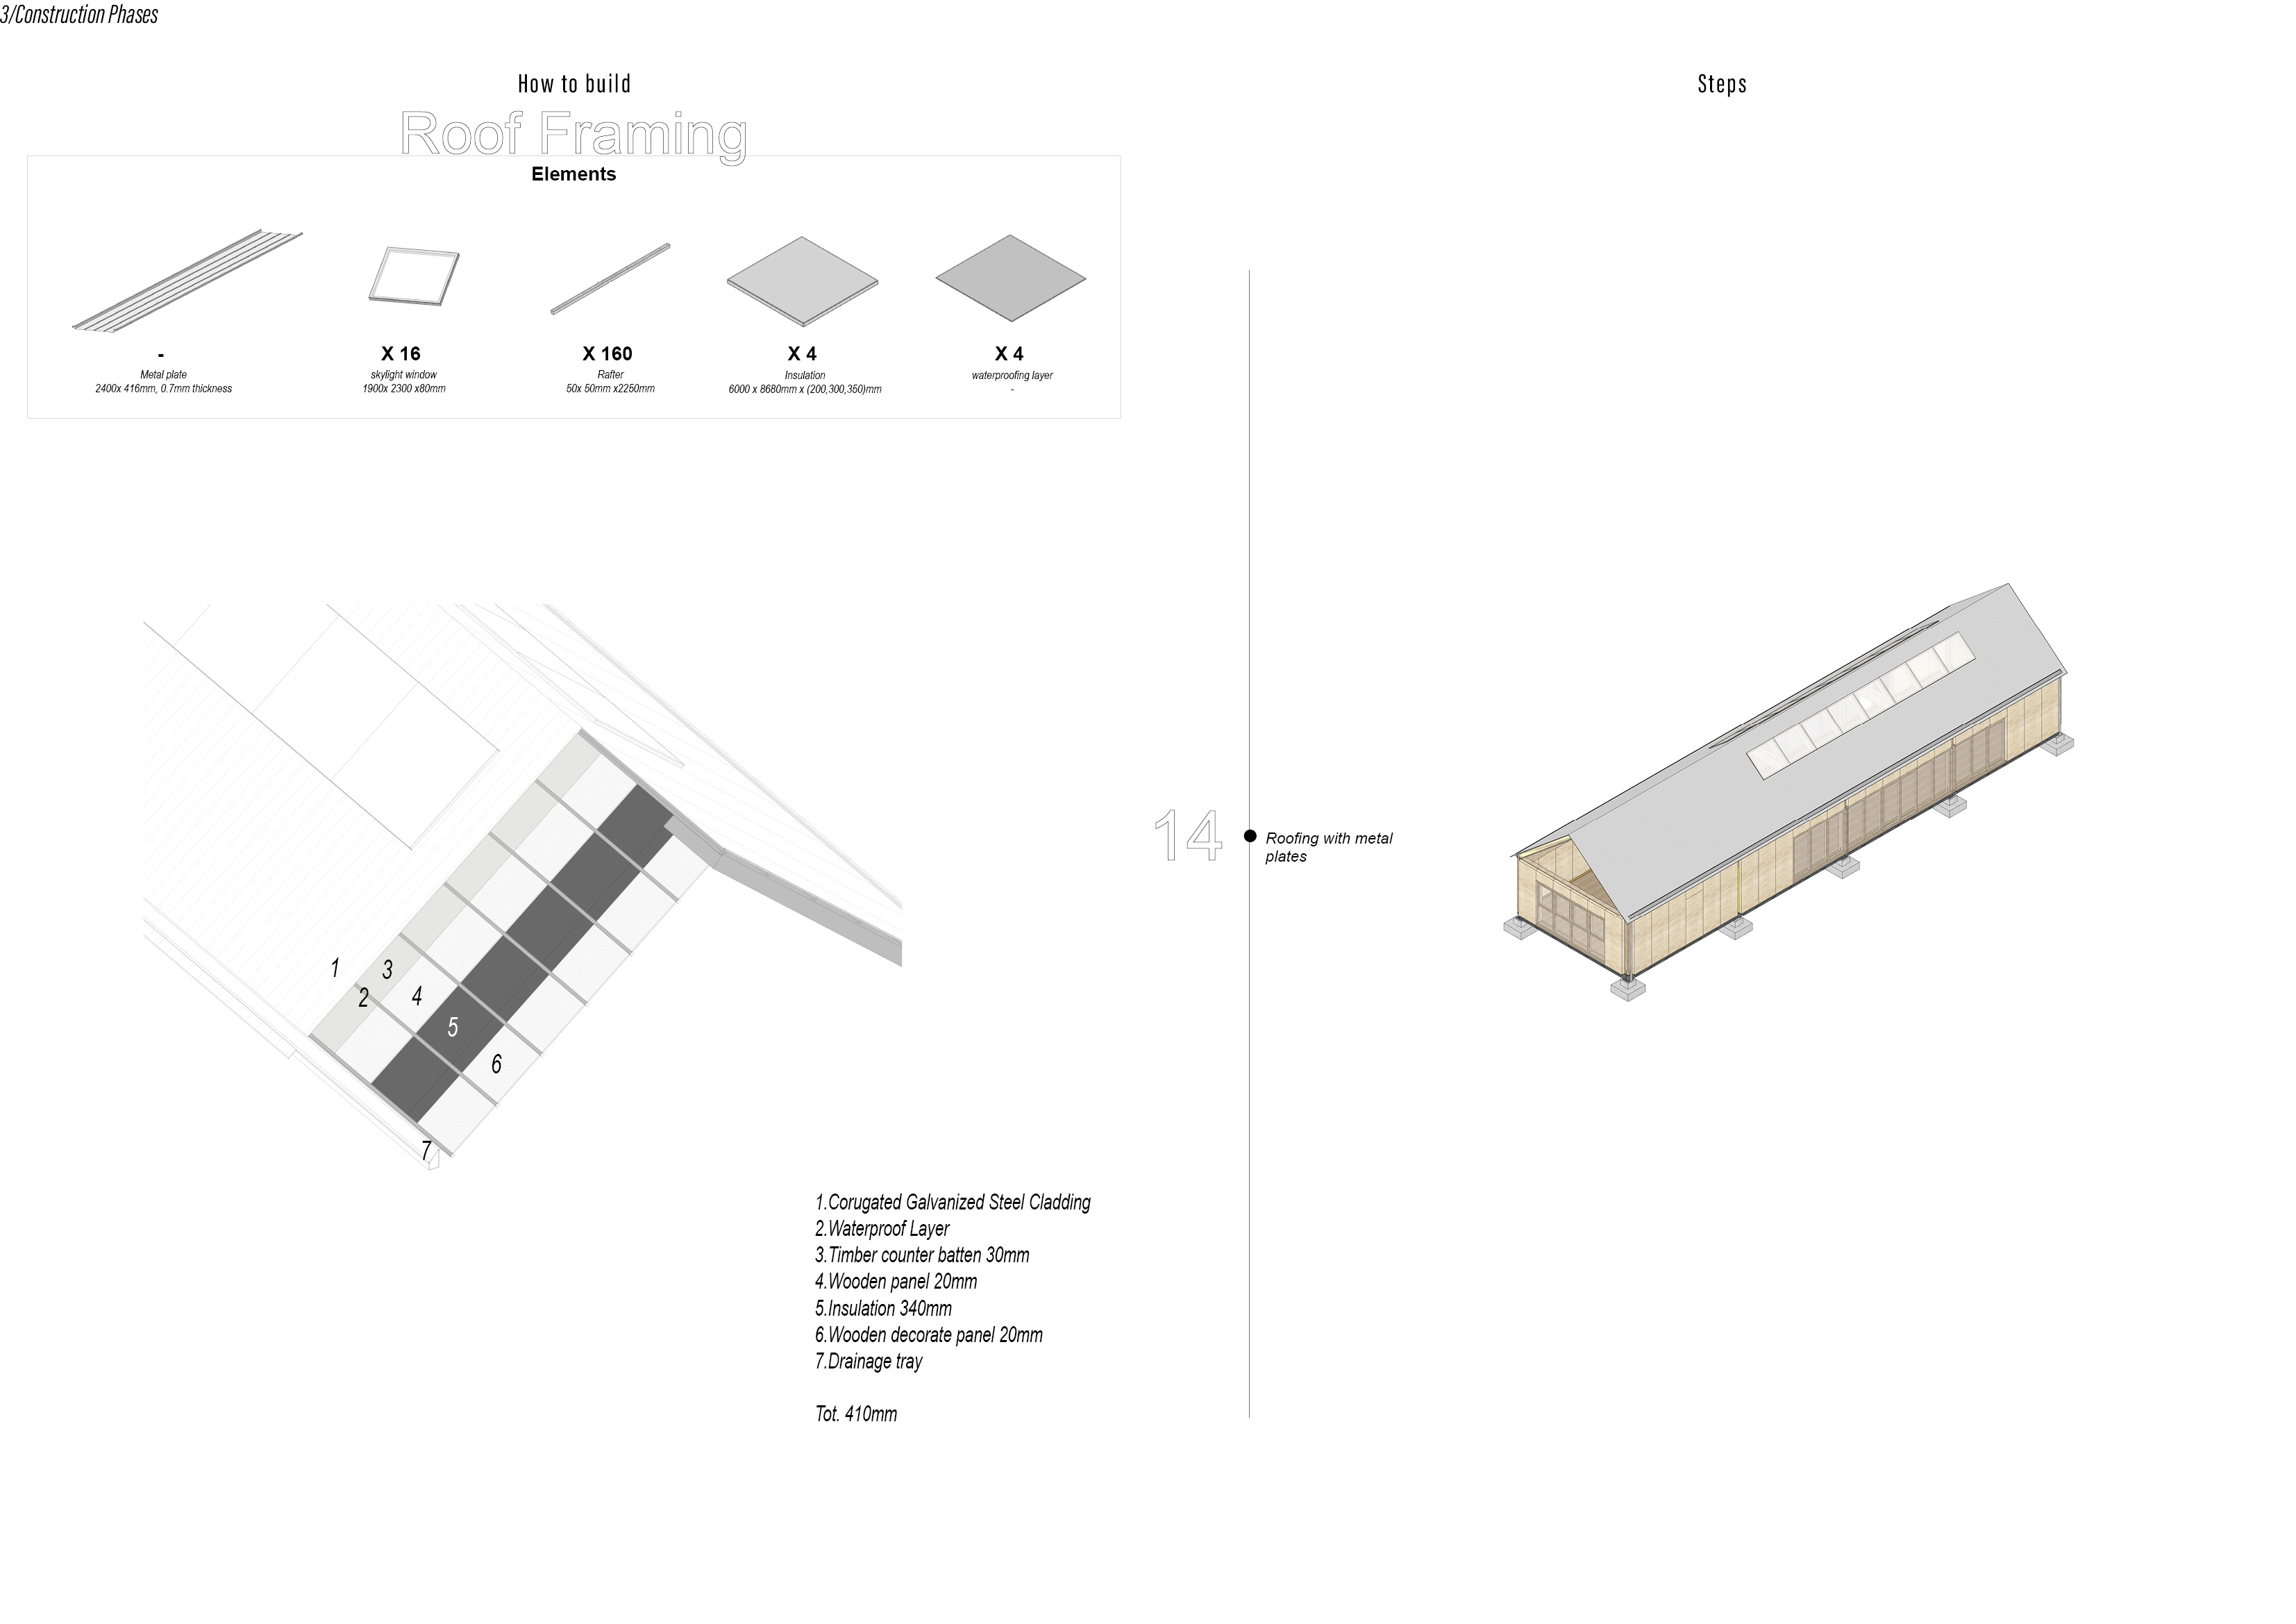 3/Construction Phases
How to build
Roof Framing
Elements
-
Metal plate
2400x 416mm, 0.7mm thickness
X 16
skylight window
1900x 2300 x80mm
X 160
Rafter
50x 50mm x2250mm
X 4
Insulation
6000 x 8680mm x (200,300,350)mm
X 4
waterproofing layer
-
1
2
3
4
5
6
7
1.Corugated Galvanized Steel Cladding
2.Waterproof Layer
3.Timber counter batten 30mm
4.Wooden panel 20mm
5.Insulation 340mm
6.Wooden decorate panel 20mm
7.Drainage tray
Tot. 410mm
Steps
14
Roofing with metal
plates